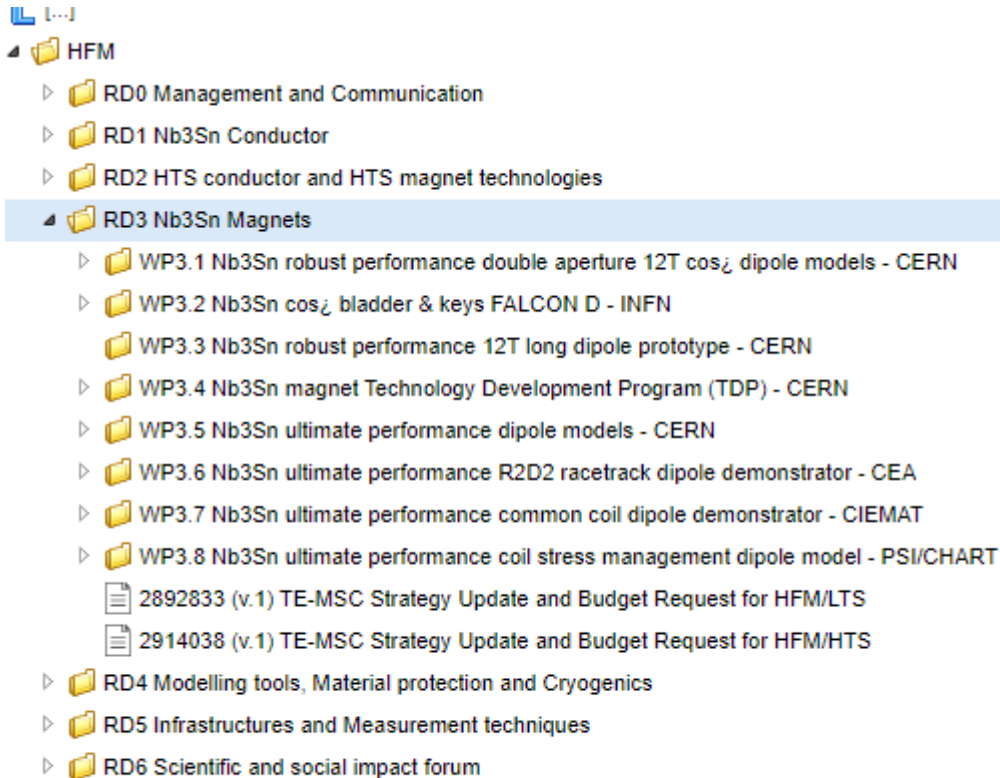 [...]
HFM
RD0 Management and Communication
RD1 Nb3Sn Conductor
RD2 HTS conductor and HTS magnet technologies
RD3 Nb3Sn Magnets
WP3.1 Nb3Sn robust performance double aperture 12T cos¿ dipole models - CERN
WP3.2 Nb3Sn cos¿ bladder & keys FALCON D - INFN
WP3.3 Nb3Sn robust performance 12T long dipole prototype - CERN
WP3.4 Nb3Sn magnet Technology Development Program (TDP) - CERN
WP3.5 Nb3Sn ultimate performance dipole models - CERN
WP3.6 Nb3Sn ultimate performance R2D2 racetrack dipole demonstrator - CEA
WP3.7 Nb3Sn ultimate performance common coil dipole demonstrator - CIEMAT
WP3.8 Nb3Sn ultimate performance coil stress management dipole model - PSI/CHART
2892833 (v.1) TE-MSC Strategy Update and Budget Request for HFM/LTS
2914038 (v.1) TE-MSC Strategy Update and Budget Request for HFM/HTS
RD4 Modelling tools, Material protection and Cryogenics
RD5 Infrastructures and Measurement techniques
RD6 Scientific and social impact forum